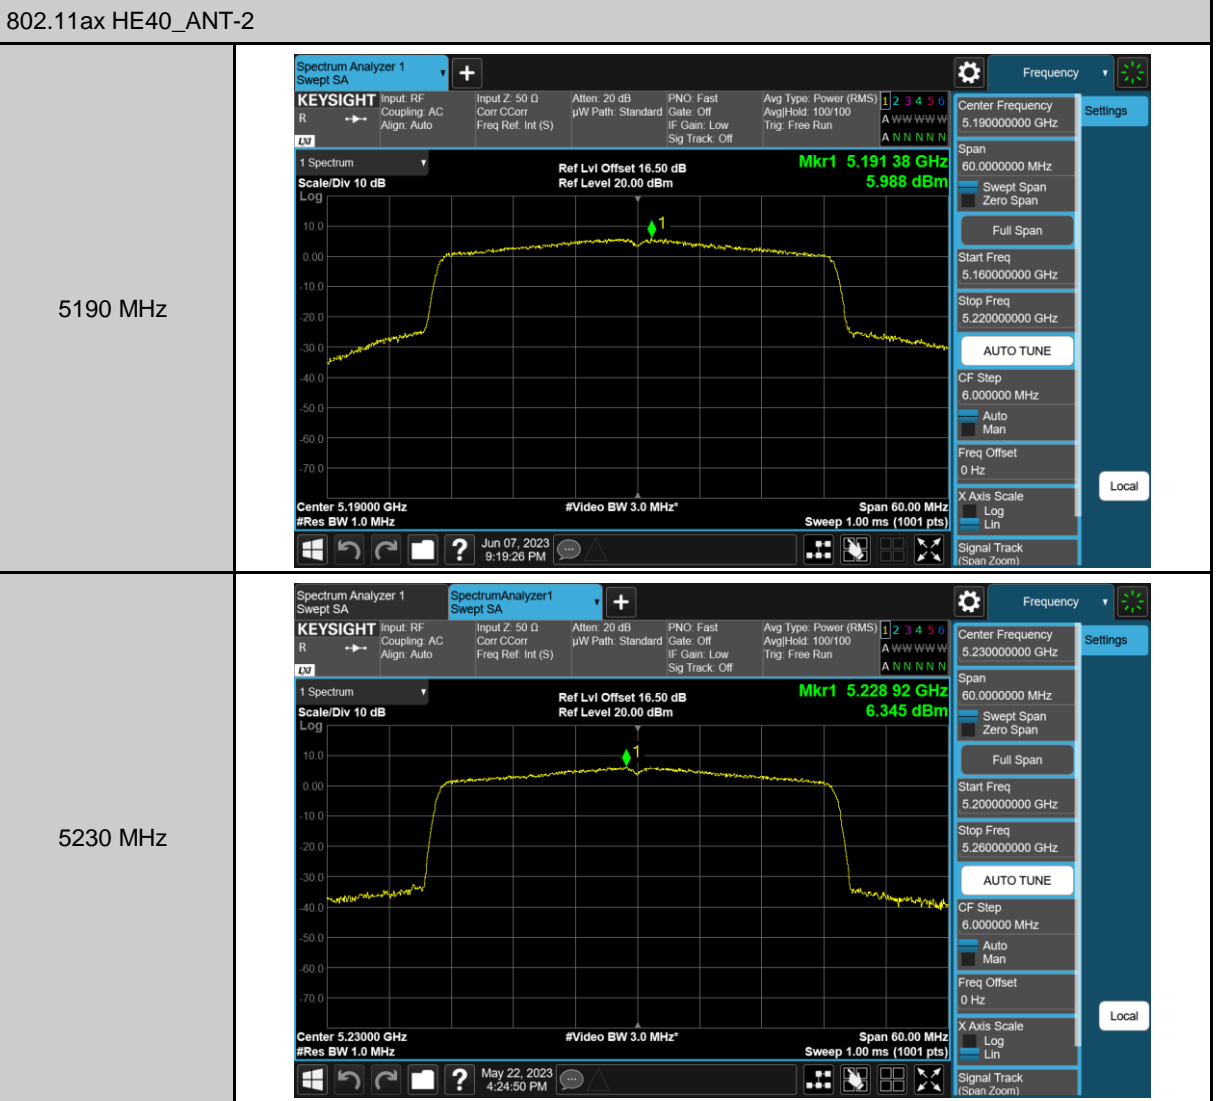 802.11ax HE40_ANT-2
5190 MHz
Spectrum Analyzer 1
Swept SA
Frequency
KEYSIGHT
R
LXI
Input: RF
Coupling: AC
Align: Auto
Input Z: 50 Ω
Corr CCorr
Freq Ref: Int (S)
Atten: 20 dB
µW Path: Standard
PNO: Fast
Gate: Off
IF Gain: Low
Sig Track: Off
Avg Type: Power (RMS)
Avg|Hold: 100/100
Trig: Free Run
1 2 3 4 5 6
A W W W W W
A N N N N N
Center Frequency
5.190000000 GHz
Settings
Span
60.0000000 MHz
Swept Span
Zero Span
Full Span
Start Freq
5.160000000 GHz
Stop Freq
5.220000000 GHz
AUTO TUNE
CF Step
6.000000 MHz
Auto
Man
Freq Offset
0 Hz
X Axis Scale
Log
Lin
Signal Track
(Span Zoom)
Local
1 Spectrum
Scale/Div 10 dB
Log
Ref Lvl Offset 16.50 dB
Ref Level 20.00 dBm
Mkr1 5.191 38 GHz
5.988 dBm
1
10.0
0.00
-10.0
-20.0
-30.0
-40.0
-50.0
-60.0
-70.0
Center 5.19000 GHz
#Res BW 1.0 MHz
#Video BW 3.0 MHz*
Span 60.00 MHz
Sweep 1.00 ms (1001 pts)
Jun 07, 2023
9:19:26 PM
5230 MHz
Spectrum Analyzer 1
Swept SA
SpectrumAnalyzer1
Swept SA
Frequency
KEYSIGHT
R
LXI
Input: RF
Coupling: AC
Align: Auto
Input Z: 50 Ω
Corr CCorr
Freq Ref: Int (S)
Atten: 20 dB
µW Path: Standard
PNO: Fast
Gate: Off
IF Gain: Low
Sig Track: Off
Avg Type: Power (RMS)
Avg|Hold: 100/100
Trig: Free Run
1 2 3 4 5 6
A W W W W W
A N N N N N
Center Frequency
5.230000000 GHz
Settings
Span
60.0000000 MHz
Swept Span
Zero Span
Full Span
Start Freq
5.200000000 GHz
Stop Freq
5.260000000 GHz
AUTO TUNE
CF Step
6.000000 MHz
Auto
Man
Freq Offset
0 Hz
X Axis Scale
Log
Lin
Signal Track
(Span Zoom)
Local
1 Spectrum
Scale/Div 10 dB
Log
Ref Lvl Offset 16.50 dB
Ref Level 20.00 dBm
Mkr1 5.228 92 GHz
6.345 dBm
1
10.0
0.00
-10.0
-20.0
-30.0
-40.0
-50.0
-60.0
-70.0
Center 5.23000 GHz
#Res BW 1.0 MHz
#Video BW 3.0 MHz*
Span 60.00 MHz
Sweep 1.00 ms (1001 pts)
May 22, 2023
4:24:50 PM